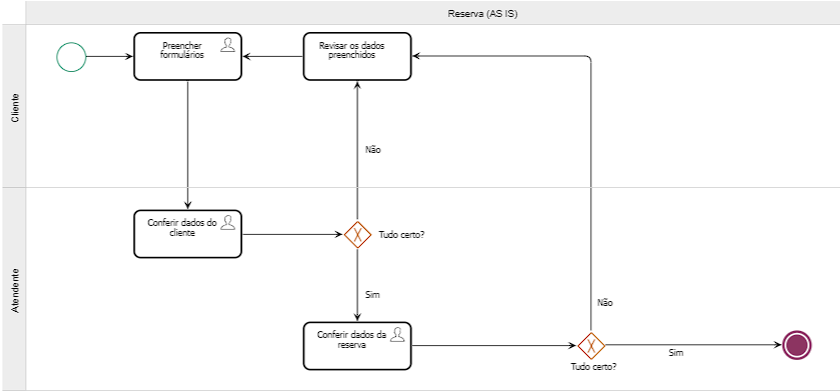 Reserva (AS IS)
Cliente
Preencher
formulários
Revisar os dados
preenchidos
Não
Atendente
Conferir dados do
cliente
Tudo certo?
Sim
Conferir dados da
reserva
Não
Tudo certo?
Sim